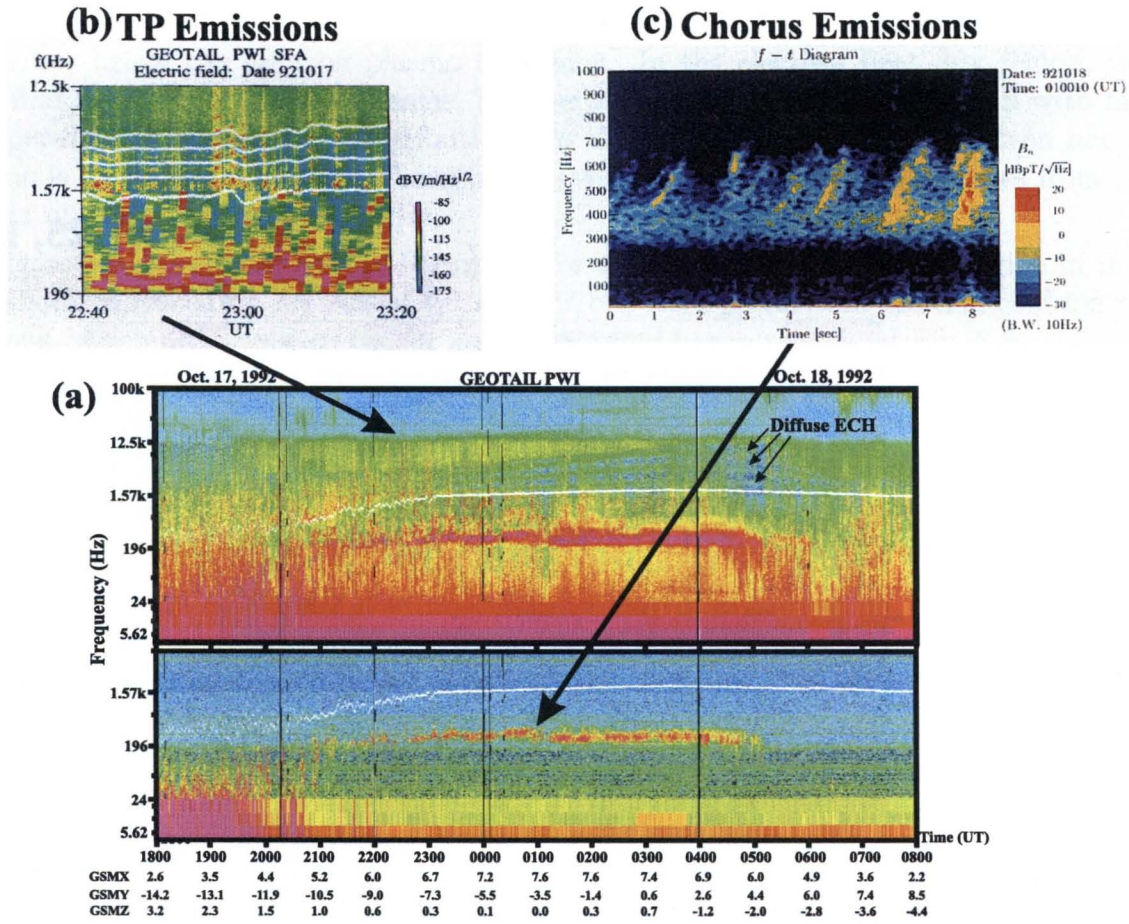 (b) TP Emissions
GEOTAIL PWI SFA
Electric field: Date 921017
f(Hz)
12.5k
1.57k
196
22:40
23:00
23:20
UT
dBV/m/Hz1/2
-85
-100
-115
-145
-160
-175
(c) Chorus Emissions
f - t Diagram
Date: 921018
Time: 010010 (UT)
Frequency [Hz]
1000
900
800
700
600
500
400
300
200
100
0 1 2 3 4 5 6 7 8
Time [sec]
[dBpT/√Hz]
20
10
0
-10
-20
-30
(B.W. 10Hz)
(a)
Oct. 17, 1992
GEOTAIL PWI
Oct. 18, 1992
Diffuse ECH
Frequency (Hz)
100k
12.5k
1.57k
196
24
5.62
1.57k
196
24
5.62
Time (UT)
1800 1900 2000 2100 2200 2300 0000 0100 0200 0300 0400 0500 0600 0700 0800
GSMX 2.6 3.5 4.4 5.2 6.0 6.7 7.2 7.6 7.6 7.4 6.9 6.0 4.9 3.6 2.2
GSMY -14.2 -13.1 -11.9 -10.5 -9.0 -7.3 -5.5 -3.5 -1.4 0.6 2.6 4.4 6.0 7.4 8.5
GSMZ 3.2 2.3 1.5 1.0 0.6 0.3 0.1 0.0 0.3 0.7 -1.2 -2.0 -2.8 -3.6 -4.4